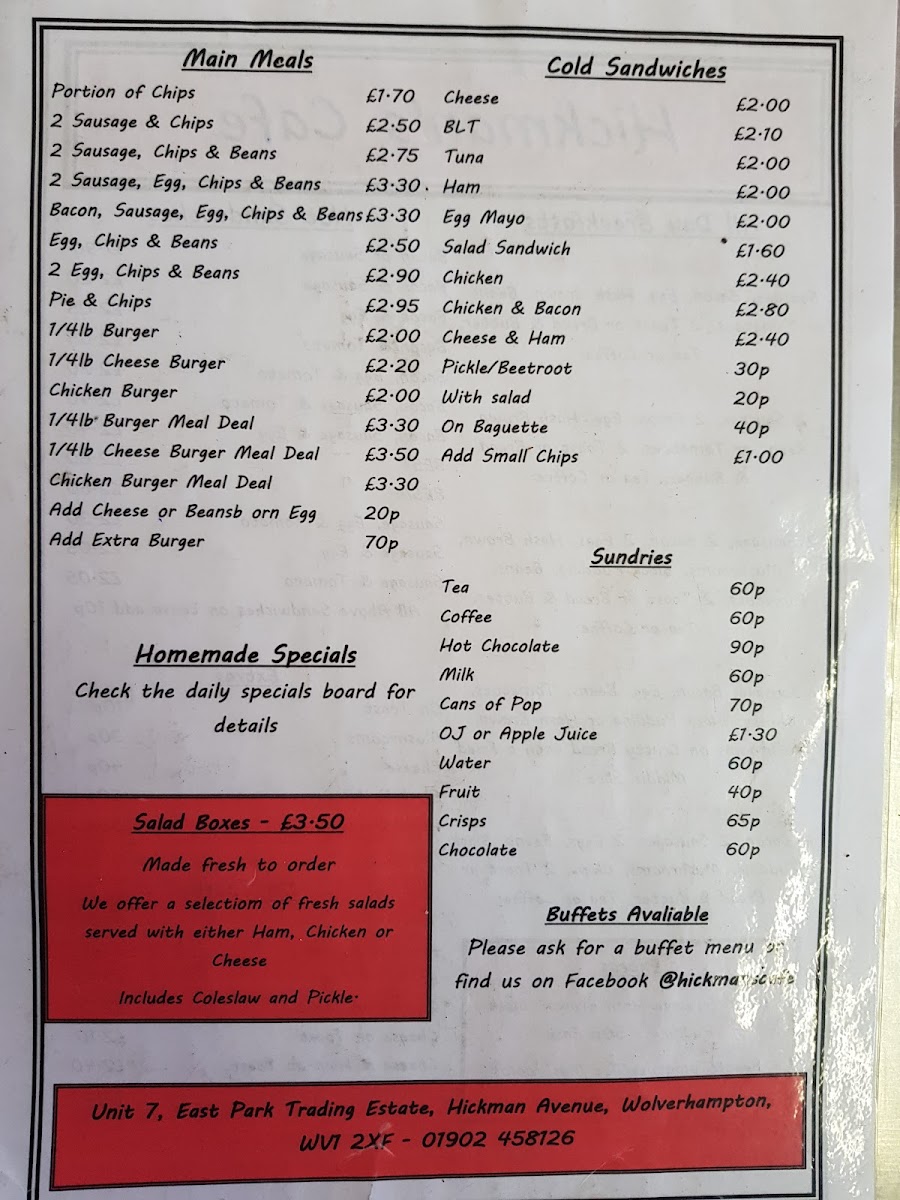 Main Meals
Portion of Chips £1.70
2 Sausage & Chips £2.50
2 Sausage, Chips & Beans £2.75
2 Sausage, Egg, Chips & Beans £3.30
Bacon, Sausage, Egg, Chips & Beans £3.30
Egg, Chips & Beans £2.50
2 Egg, Chips & Beans £2.90
Pie & Chips £2.95
1/4lb Burger £2.00
1/4lb Cheese Burger £2.20
Chicken Burger £2.00
1/4lb Burger Meal Deal £3.30
1/4lb Cheese Burger Meal Deal £3.50
Chicken Burger Meal Deal £3.30
Add Cheese or Beansb orn Egg 20p
Add Extra Burger 70p
Homemade Specials
Check the daily specials board for
details
Salad Boxes - £3.50
Made fresh to order
We offer a selectiom of fresh salads
served with either Ham, Chicken or
Cheese
Includes Coleslaw and Pickle.
Cold Sandwiches
Cheese £2.00
BLT £2.10
Tuna £2.00
Ham £2.00
Egg Mayo £2.00
Salad Sandwich £1.60
Chicken £2.40
Chicken & Bacon £2.80
Cheese & Ham £2.40
Pickle/Beetroot 30p
With salad 20p
On Baguette 40p
Add Small Chips £1.00
Sundries
Tea 60p
Coffee 60p
Hot Chocolate 90p
Milk 60p
Cans of Pop 70p
OJ or Apple Juice £1.30
Water 60p
Fruit 40p
Crisps 65p
Chocolate 60p
Buffets Avaliable
Please ask for a buffet menu or
find us on Facebook @hickmanscafe
Unit 7, East Park Trading Estate, Hickman Avenue, Wolverhampton,
WV1 2XF - 01902 458126